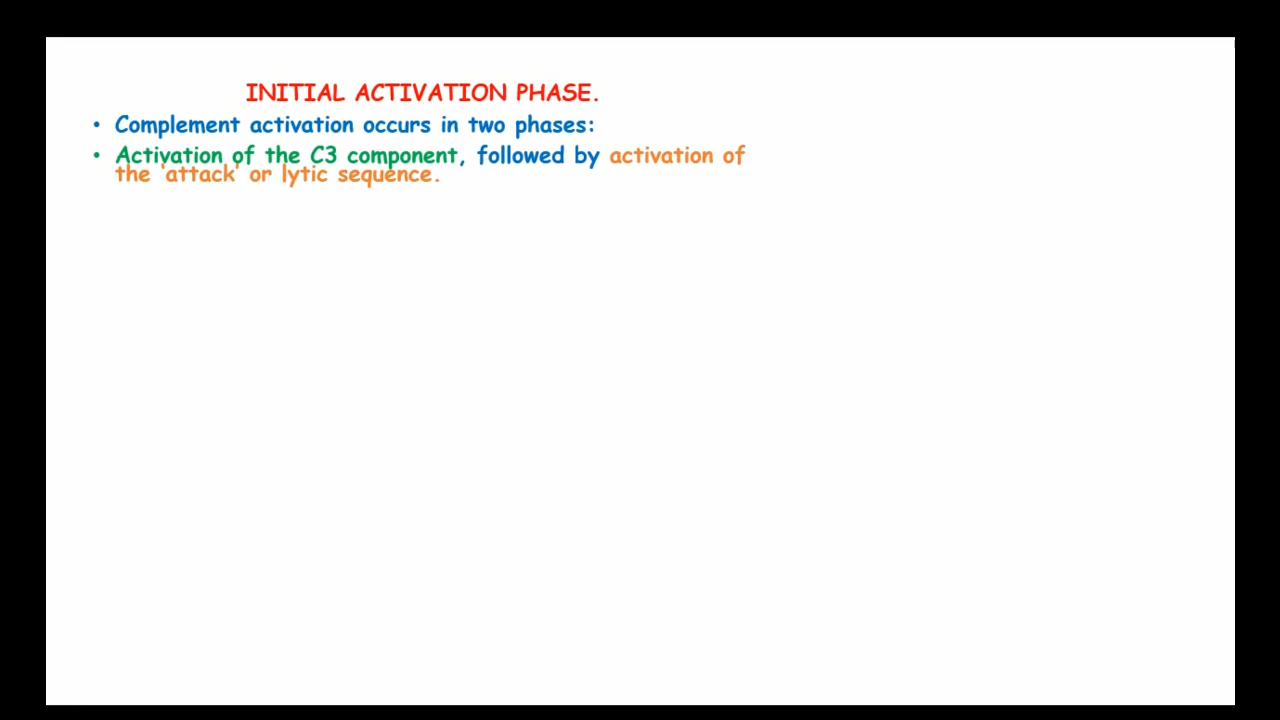 INITIAL ACTIVATION PHASE.
• Complement activation occurs in two phases:
• Activation of the C3 component, followed by activation of
the 'attack' or lytic sequence.